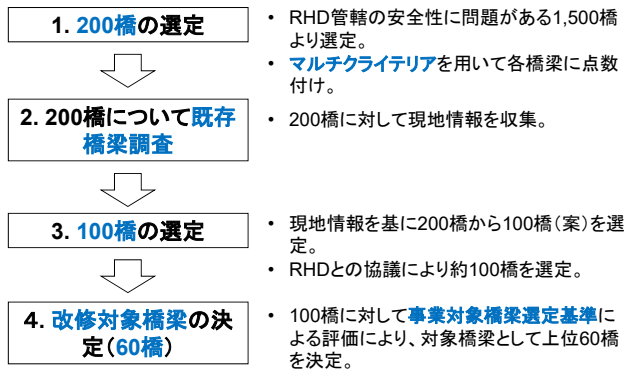 1. 200橋の選定
• RHD管轄の安全性に問題がある1,500橋
より選定。
• マルチクライテリアを用いて各橋梁に点数
付け。
2. 200橋について既存
橋梁調査
• 200橋に対して現地情報を収集。
3. 100橋の選定
• 現地情報を基に200橋から100橋（案）を選
定。
• RHDとの協議により約100橋を選定。
4. 改修対象橋梁の決
定（60橋）
• 100橋に対して事業対象橋梁選定基準に
よる評価により、対象橋梁として上位60橋
を決定。